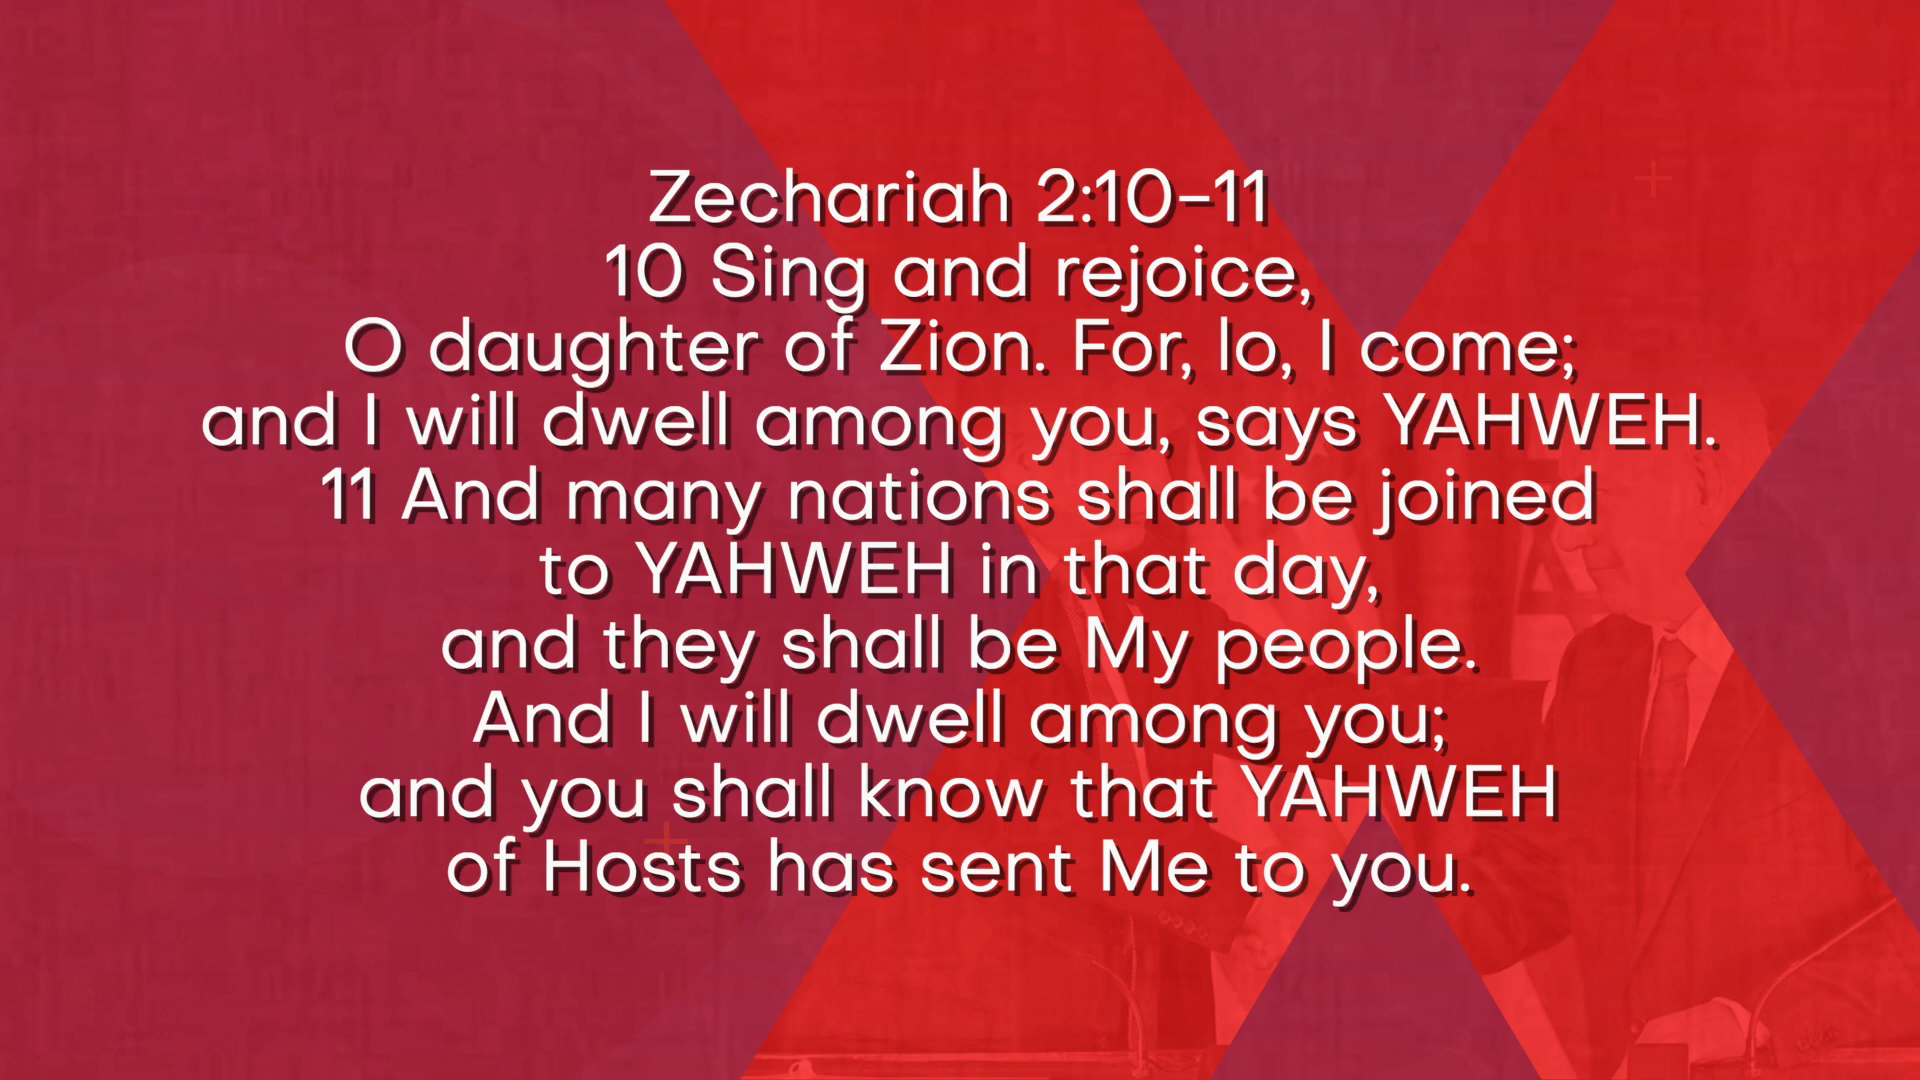 Zechariah 2:10–11
10 Sing and rejoice,
O daughter of Zion. For, lo, I come;
and I will dwell among you, says YAHWEH.
11 And many nations shall be joined
to YAHWEH in that day,
and they shall be My people.
And I will dwell among you;
and you shall know that YAHWEH
of Hosts has sent Me to you.